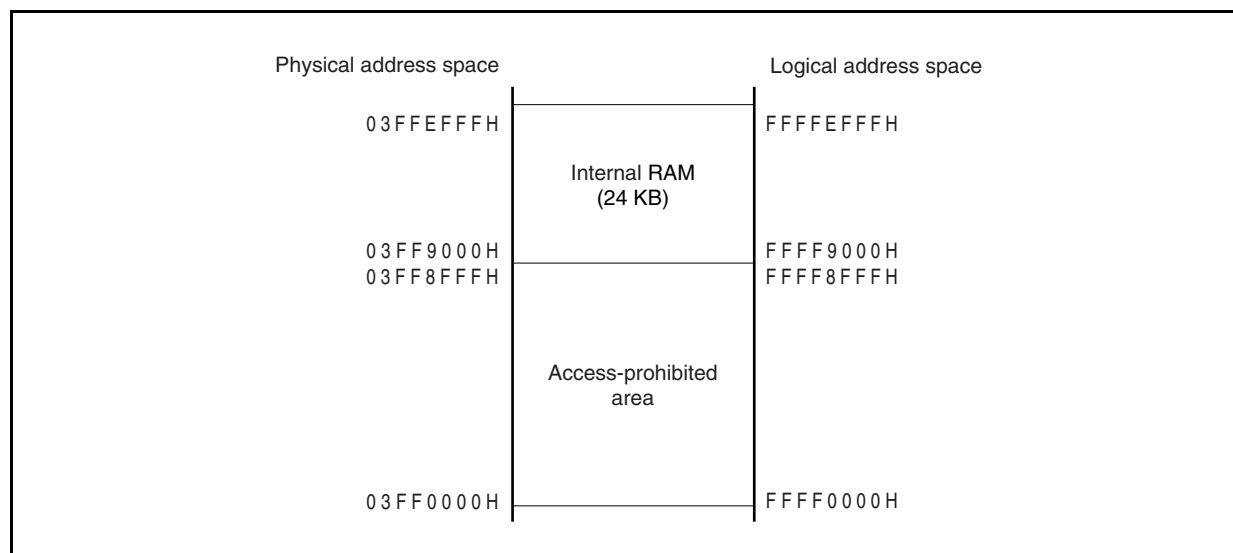 Physical address space
Logical address space
03FFEFFFH
FFFFEFFFH
Internal RAM
(24 KB)
03FF9000H
FFFF9000H
03FF8FFFH
FFFF8FFFH
Access-prohibited
area
03FF0000H
FFFF0000H